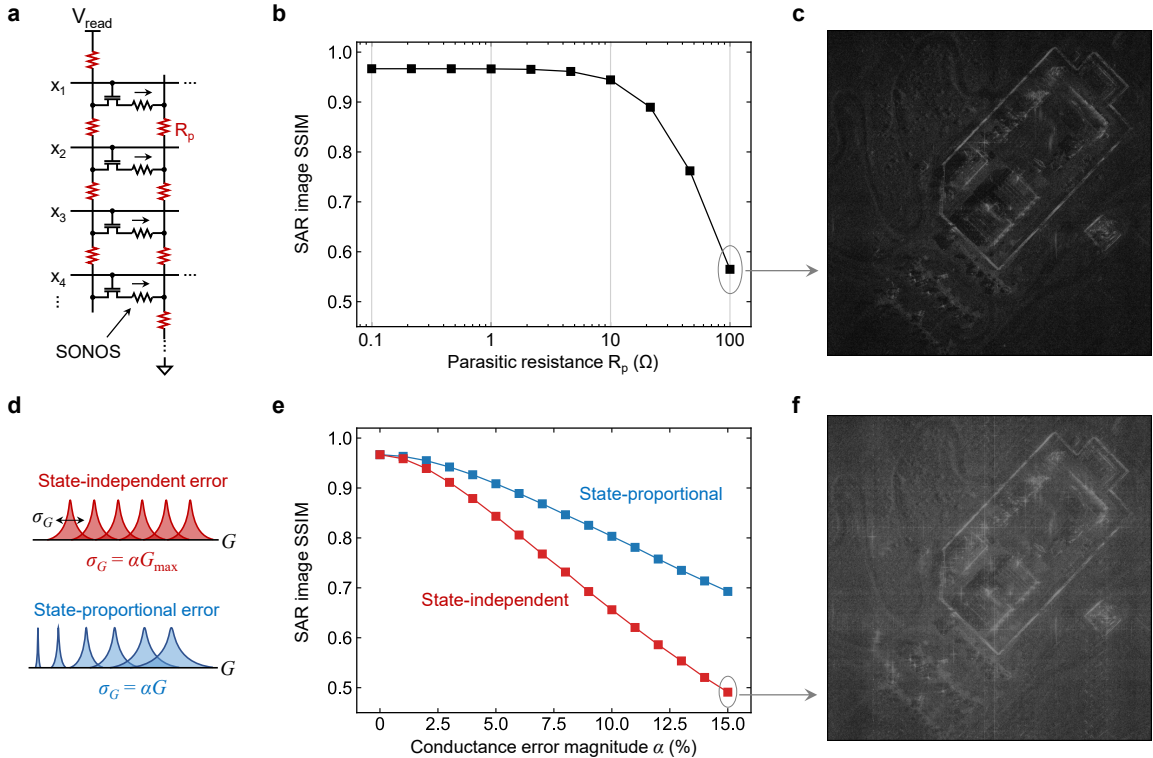 a
V_read
x_1
...
R_p
x_2
x_3
x_4
...
...
SONOS
...
b
SAR image SSIM
1.0
0.9
0.8
0.7
0.6
0.5
0.1
1
10
100
Parasitic resistance R_p (Ω)
c
d
State-independent error
σ_G
G
σ_G = αG_max
State-proportional error
G
σ_G = αG
e
SAR image SSIM
1.0
0.9
0.8
0.7
0.6
0.5
State-proportional
State-independent
0
2.5
5.0
7.5
10.0
12.5
15.0
Conductance error magnitude α (%)
f